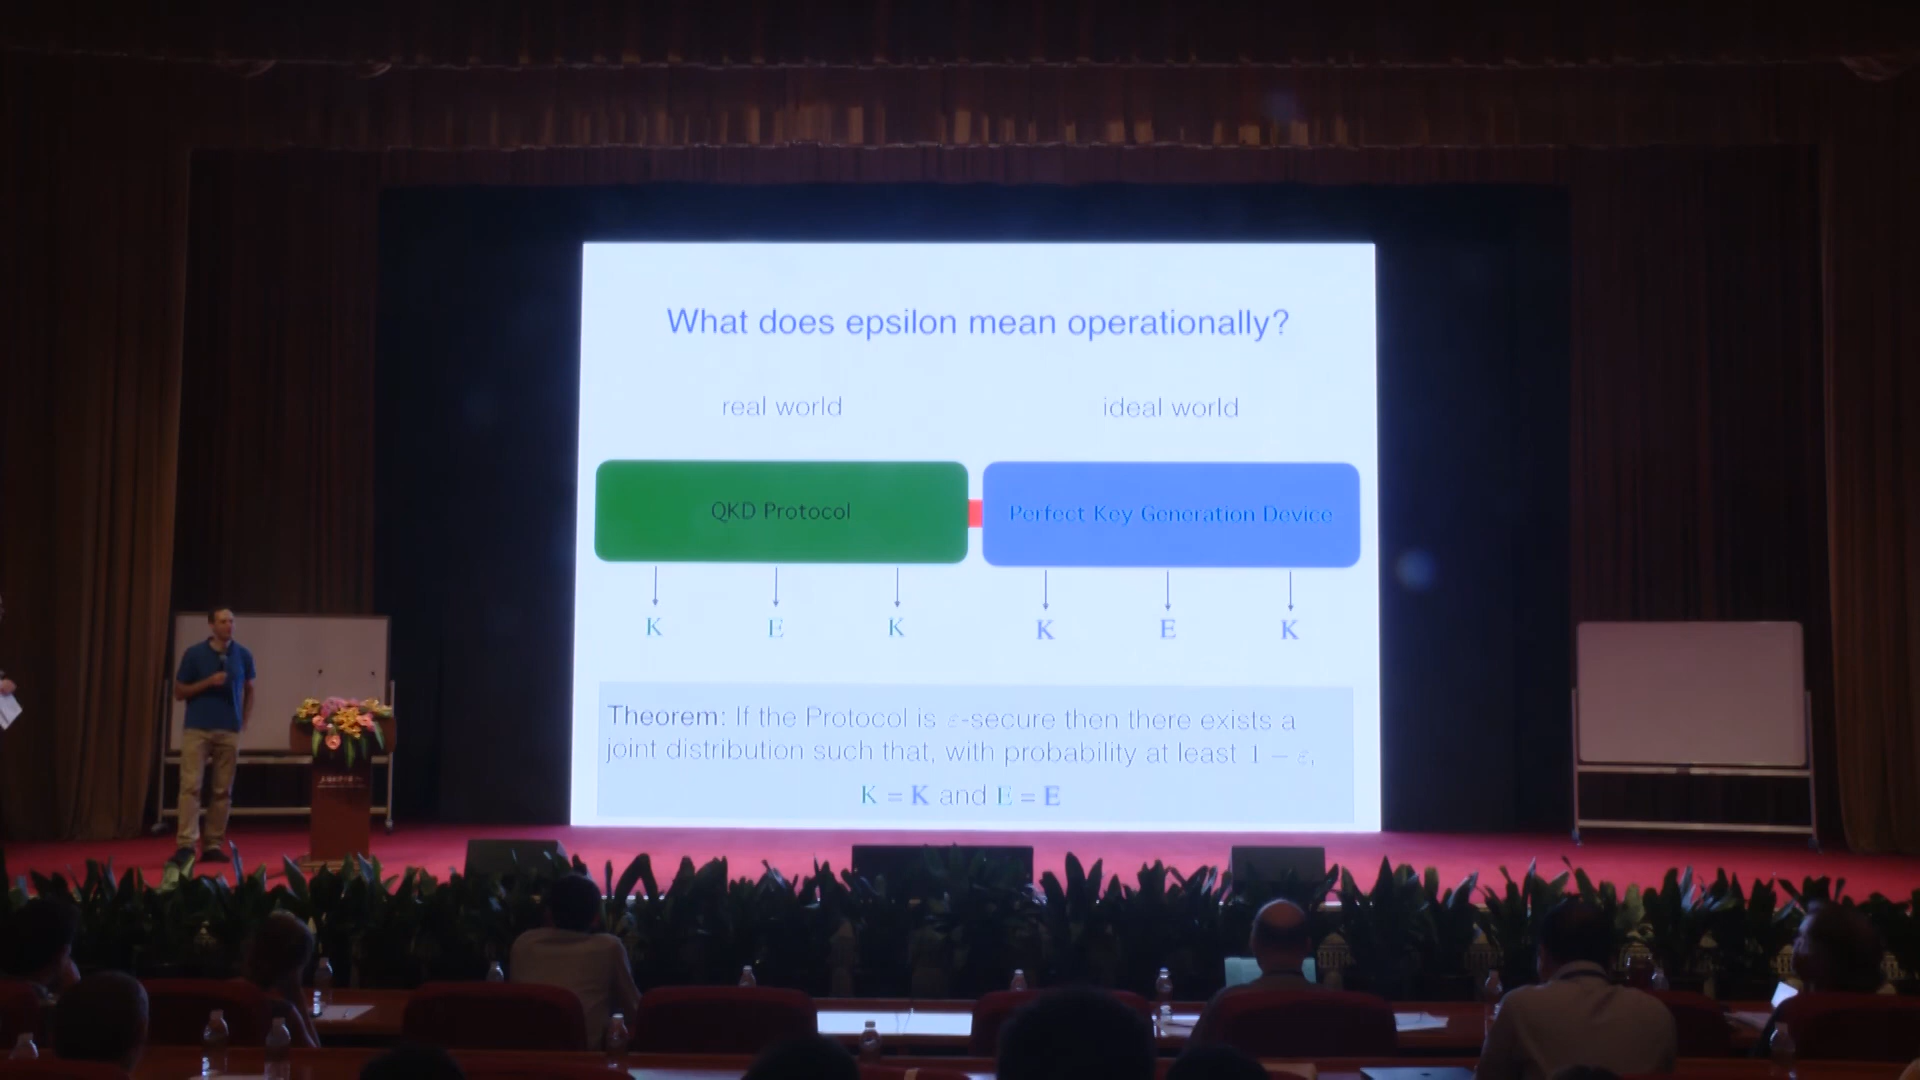 What does epsilon mean operationally?
real world
ideal world
QKD Protocol
Perfect Key Generation Device
K E K
K E K
Theorem: If the Protocol is ε-secure then there exists a
joint distribution such that, with probability at least 1 − ε,
K = K and E = E